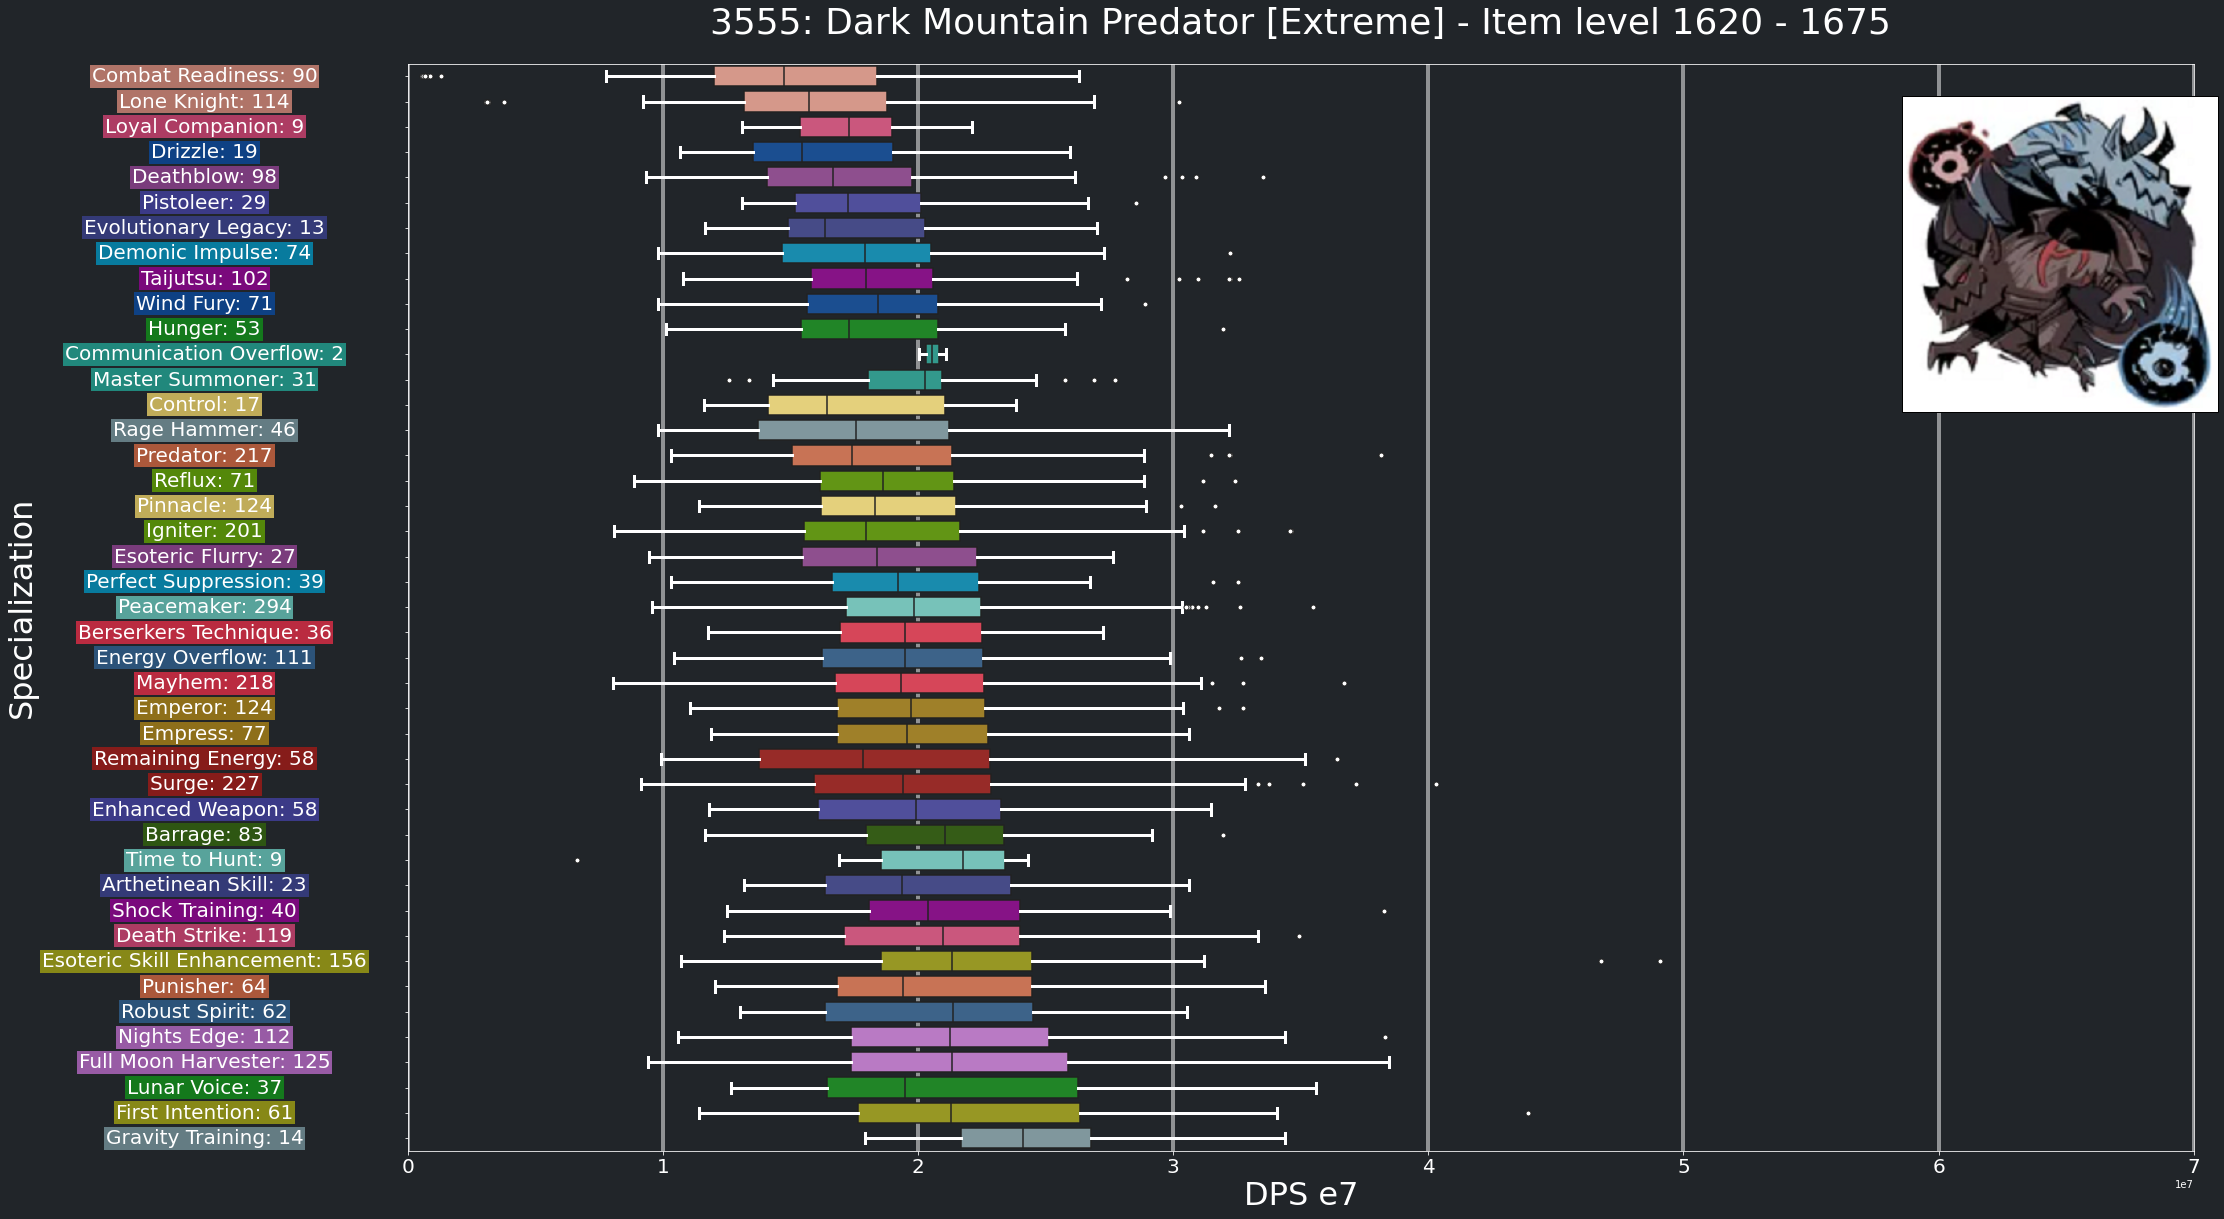 3555: Dark Mountain Predator [Extreme] - Item level 1620 - 1675
Combat Readiness: 90
Lone Knight: 114
Loyal Companion: 9
Drizzle: 19
Deathblow: 98
Pistoleer: 29
Evolutionary Legacy: 13
Demonic Impulse: 74
Taijutsu: 102
Wind Fury: 71
Hunger: 53
Communication Overflow: 2
Master Summoner: 31
Control: 17
Rage Hammer: 46
Predator: 217
Reflux: 71
Pinnacle: 124
Igniter: 201
Esoteric Flurry: 27
Perfect Suppression: 39
Peacemaker: 294
Berserkers Technique: 36
Energy Overflow: 111
Mayhem: 218
Emperor: 124
Empress: 77
Remaining Energy: 58
Surge: 227
Enhanced Weapon: 58
Barrage: 83
Time to Hunt: 9
Arthetinean Skill: 23
Shock Training: 40
Death Strike: 119
Esoteric Skill Enhancement: 156
Punisher: 64
Robust Spirit: 62
Nights Edge: 112
Full Moon Harvester: 125
Lunar Voice: 37
First Intention: 61
Gravity Training: 14
Specialization
0 1 2 3 4 5 6 7
1e7
DPS e7